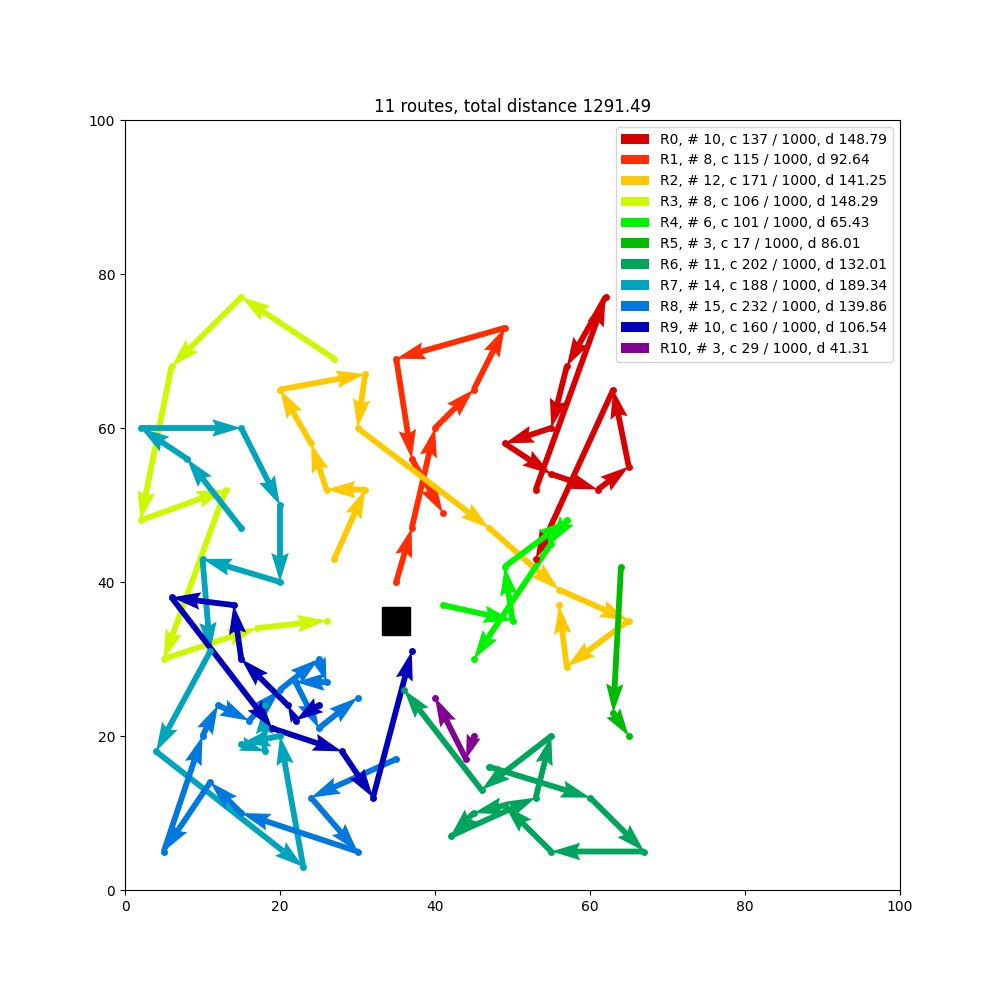 11 routes, total distance 1291.49
R0, # 10, c 137 / 1000, d 148.79
R1, # 8, c 115 / 1000, d 92.64
R2, # 12, c 171 / 1000, d 141.25
R3, # 8, c 106 / 1000, d 148.29
R4, # 6, c 101 / 1000, d 65.43
R5, # 3, c 17 / 1000, d 86.01
R6, # 11, c 202 / 1000, d 132.01
R7, # 14, c 188 / 1000, d 189.34
R8, # 15, c 232 / 1000, d 139.86
R9, # 10, c 160 / 1000, d 106.54
R10, # 3, c 29 / 1000, d 41.31
100
80
60
40
20
0
0 20 40 60 80 100